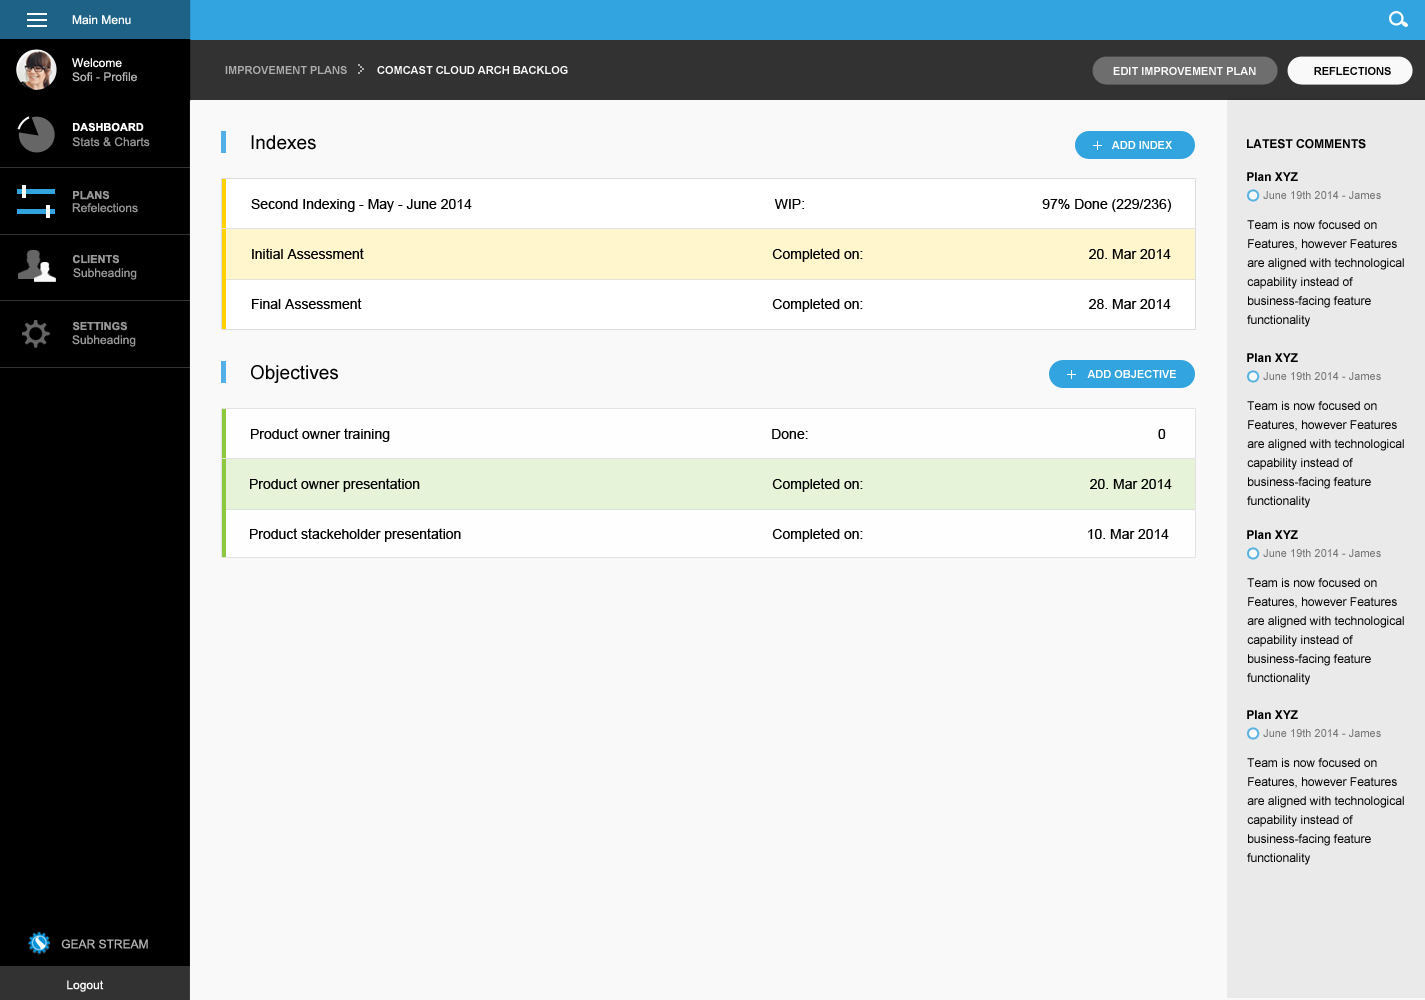 Main Menu
Welcome
Sofi - Profile
DASHBOARD
Stats & Charts
PLANS
Refelections
CLIENTS
Subheading
SETTINGS
Subheading
GEAR STREAM
Logout
IMPROVEMENT PLANS > COMCAST CLOUD ARCH BACKLOG
EDIT IMPROVEMENT PLAN
REFLECTIONS
Indexes
+ ADD INDEX
Second Indexing - May - June 2014 WIP: 97% Done (229/236)
Initial Assessment Completed on: 20. Mar 2014
Final Assessment Completed on: 28. Mar 2014
Objectives
+ ADD OBJECTIVE
Product owner training Done: 0
Product owner presentation Completed on: 20. Mar 2014
Product stackeholder presentation Completed on: 10. Mar 2014
LATEST COMMENTS
Plan XYZ
June 19th 2014 - James
Team is now focused on
Features, however Features
are aligned with technological
capability instead of
business-facing feature
functionality
Plan XYZ
June 19th 2014 - James
Team is now focused on
Features, however Features
are aligned with technological
capability instead of
business-facing feature
functionality
Plan XYZ
June 19th 2014 - James
Team is now focused on
Features, however Features
are aligned with technological
capability instead of
business-facing feature
functionality
Plan XYZ
June 19th 2014 - James
Team is now focused on
Features, however Features
are aligned with technological
capability instead of
business-facing feature
functionality